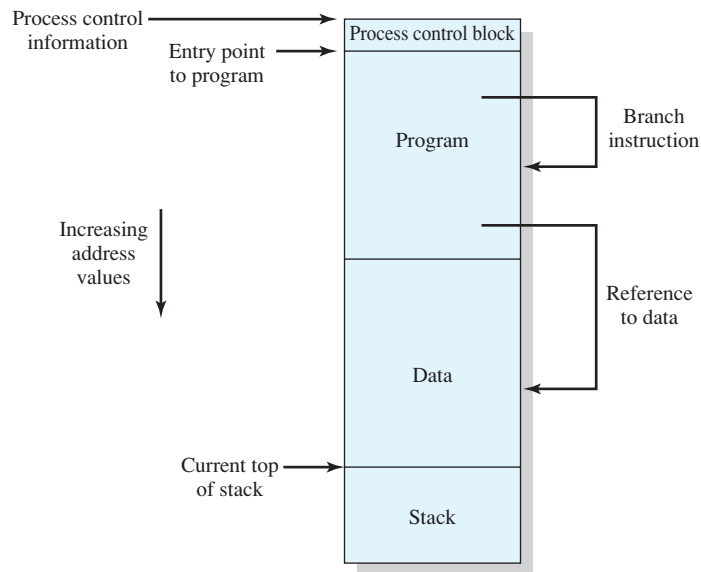 Process control
information
Process control block
Entry point
to program
Branch
instruction
Program
Increasing
address
values
Reference
to data
Data
Current top
of stack
Stack